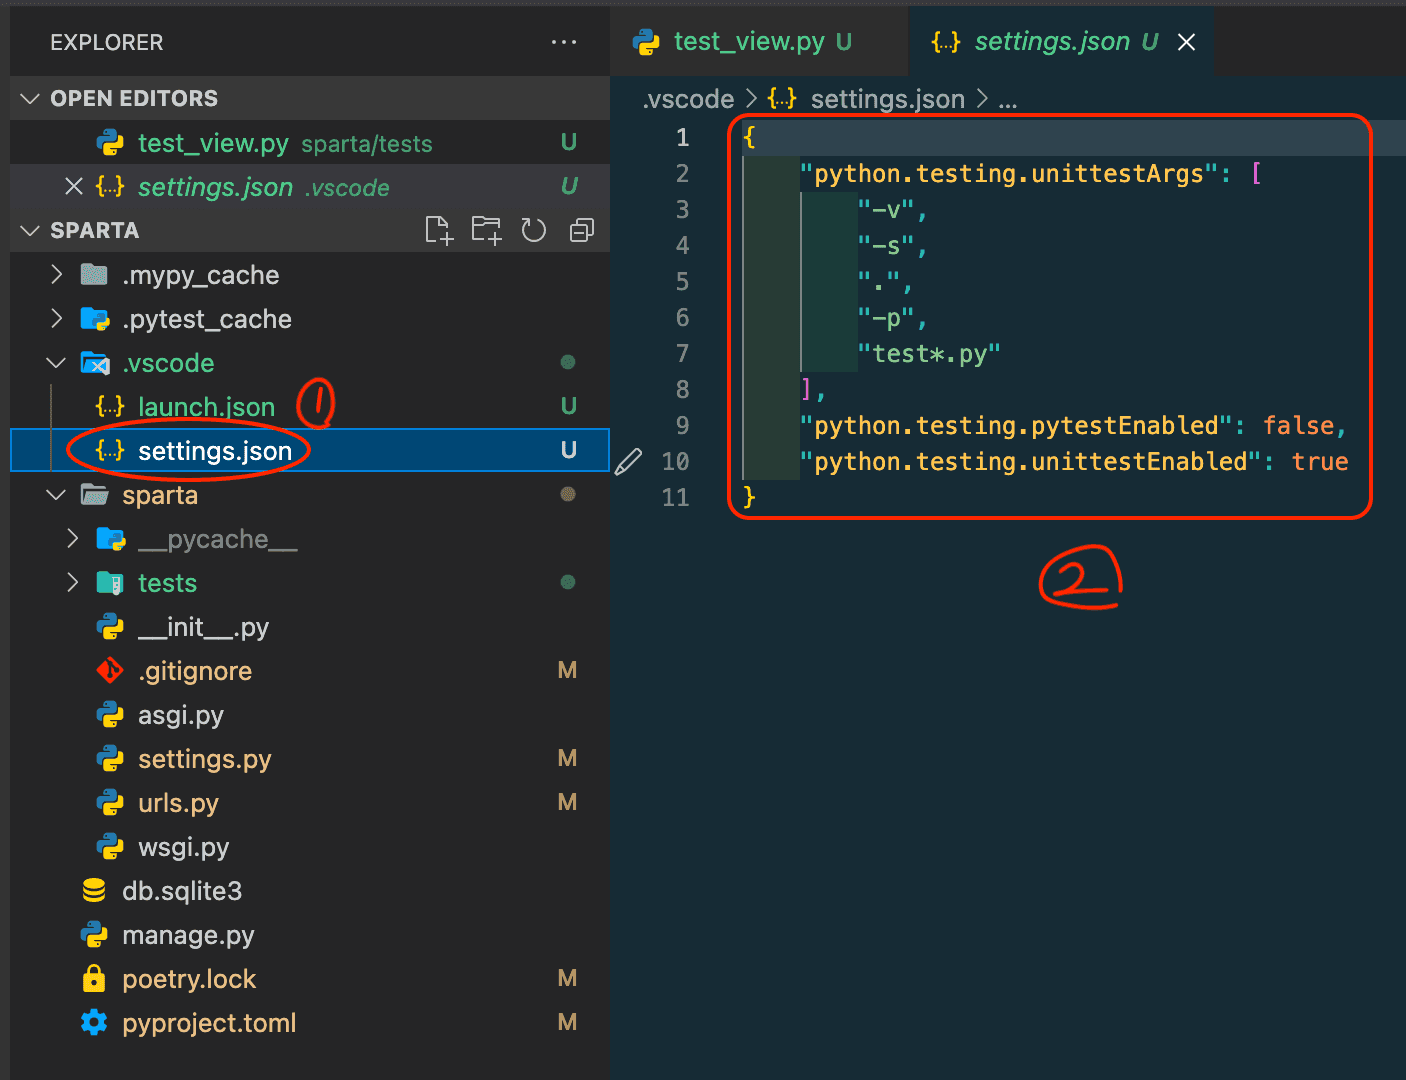 EXPLORER
OPEN EDITORS
test_view.py sparta/tests U
settings.json .vscode U
SPARTA
.mypy_cache
.pytest_cache
.vscode
launch.json U
1
settings.json U
sparta
__pycache__
tests
__init__.py
.gitignore M
asgi.py
settings.py M
urls.py M
wsgi.py
db.sqlite3
manage.py
poetry.lock M
pyproject.toml M
test_view.py U
{..} settings.json U
.vscode > {..} settings.json > ...
1 {
2 "python.testing.unittestArgs": [
3 "-v",
4 "-s",
5 ".",
6 "-p",
7 "test*.py"
8 ],
9 "python.testing.pytestEnabled": false,
10 "python.testing.unittestEnabled": true
11 }
2